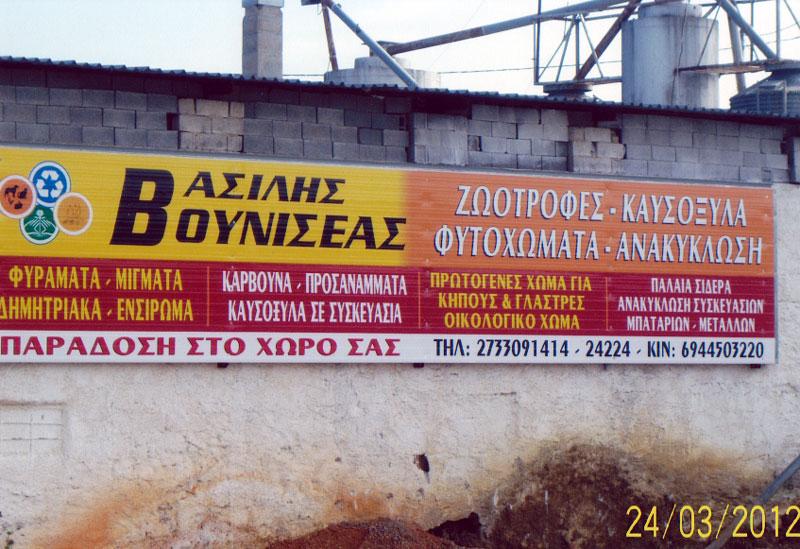 ΒΑΣΙΛΗΣ
ΒΟΥΝΙΣΕΑΣ
ΖΩΟΤΡΟΦΕΣ - ΚΑΥΣΟΞΥΛΑ
ΦΥΤΟΧΩΜΑΤΑ - ΑΝΑΚΥΚΛΩΣΗ
ΦΥΡΑΜΑΤΑ - ΜΙΓΜΑΤΑ
ΔΗΜΗΤΡΙΑΚΑ - ΕΝΣΙΡΩΜΑ
ΚΑΡΒΟΥΝΑ - ΠΡΟΣΑΝΑΜΜΑΤΑ
ΚΑΥΣΟΞΥΛΑ ΣΕ ΣΥΣΚΕΥΑΣΙΑ
ΠΡΩΤΟΓΕΝΕΣ ΧΩΜΑ ΓΙΑ
ΚΗΠΟΥΣ & ΓΛΑΣΤΡΕΣ
ΟΙΚΟΛΟΓΙΚΟ ΧΩΜΑ
ΠΑΛΑΙΑ ΣΙΔΕΡΑ
ΑΝΑΚΥΚΛΩΣΗ ΣΥΣΚΕΥΑΣΙΩΝ
ΜΠΑΤΑΡΙΩΝ - ΜΕΤΑΛΛΩΝ
ΠΑΡΑΔΟΣΗ ΣΤΟ ΧΩΡΟ ΣΑΣ
ΤΗΛ: 2733091414 - 24224 - ΚΙΝ: 6944503220
24/03/2012